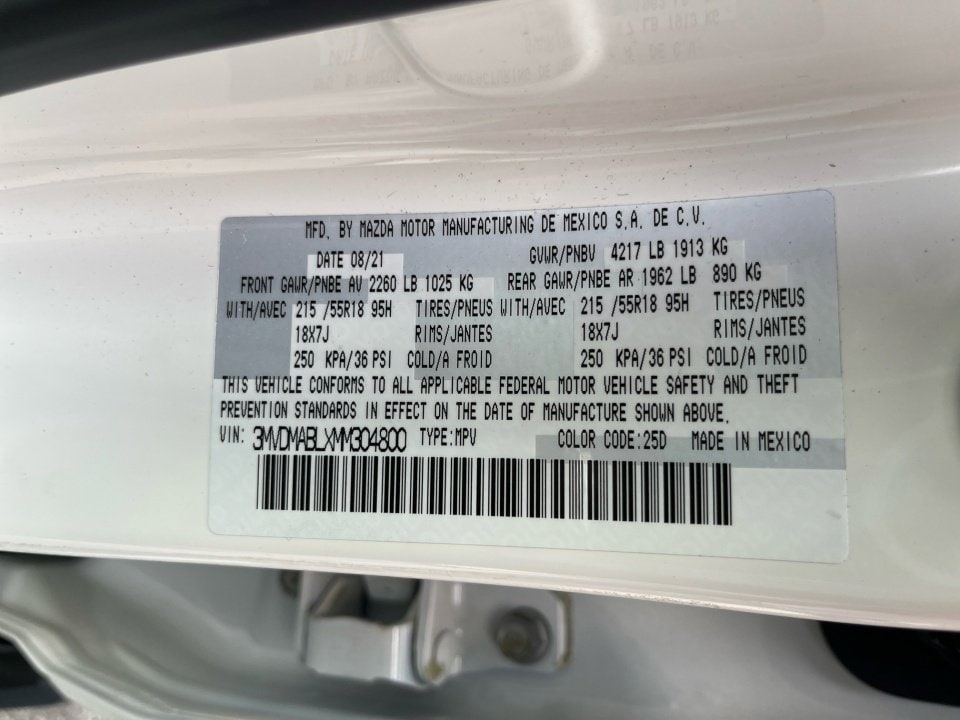 MFD. BY MAZDA MOTOR MANUFACTURING DE MEXICO S.A. DE C.V.
DATE 08/21 GVWR/PNBV 4217 LB 1913 KG
FRONT GAWR/PNBE AV 2260 LB 1025 KG REAR GAWR/PNBE AR 1962 LB 890 KG
WITH/AVEC 215 /55R18 95H TIRES/PNEUS WITH/AVEC 215 /55R18 95H TIRES/PNEUS
18X7J RIMS/JANTES 18X7J RIMS/JANTES
250 KPA/36 PSI COLD/A FROID 250 KPA/36 PSI COLD/A FROID
THIS VEHICLE CONFORMS TO ALL APPLICABLE FEDERAL MOTOR VEHICLE SAFETY AND THEFT
PREVENTION STANDARDS IN EFFECT ON THE DATE OF MANUFACTURE SHOWN ABOVE.
VIN: 3MVDMABLXMM304800 TYPE:MPV COLOR CODE:25D MADE IN MEXICO